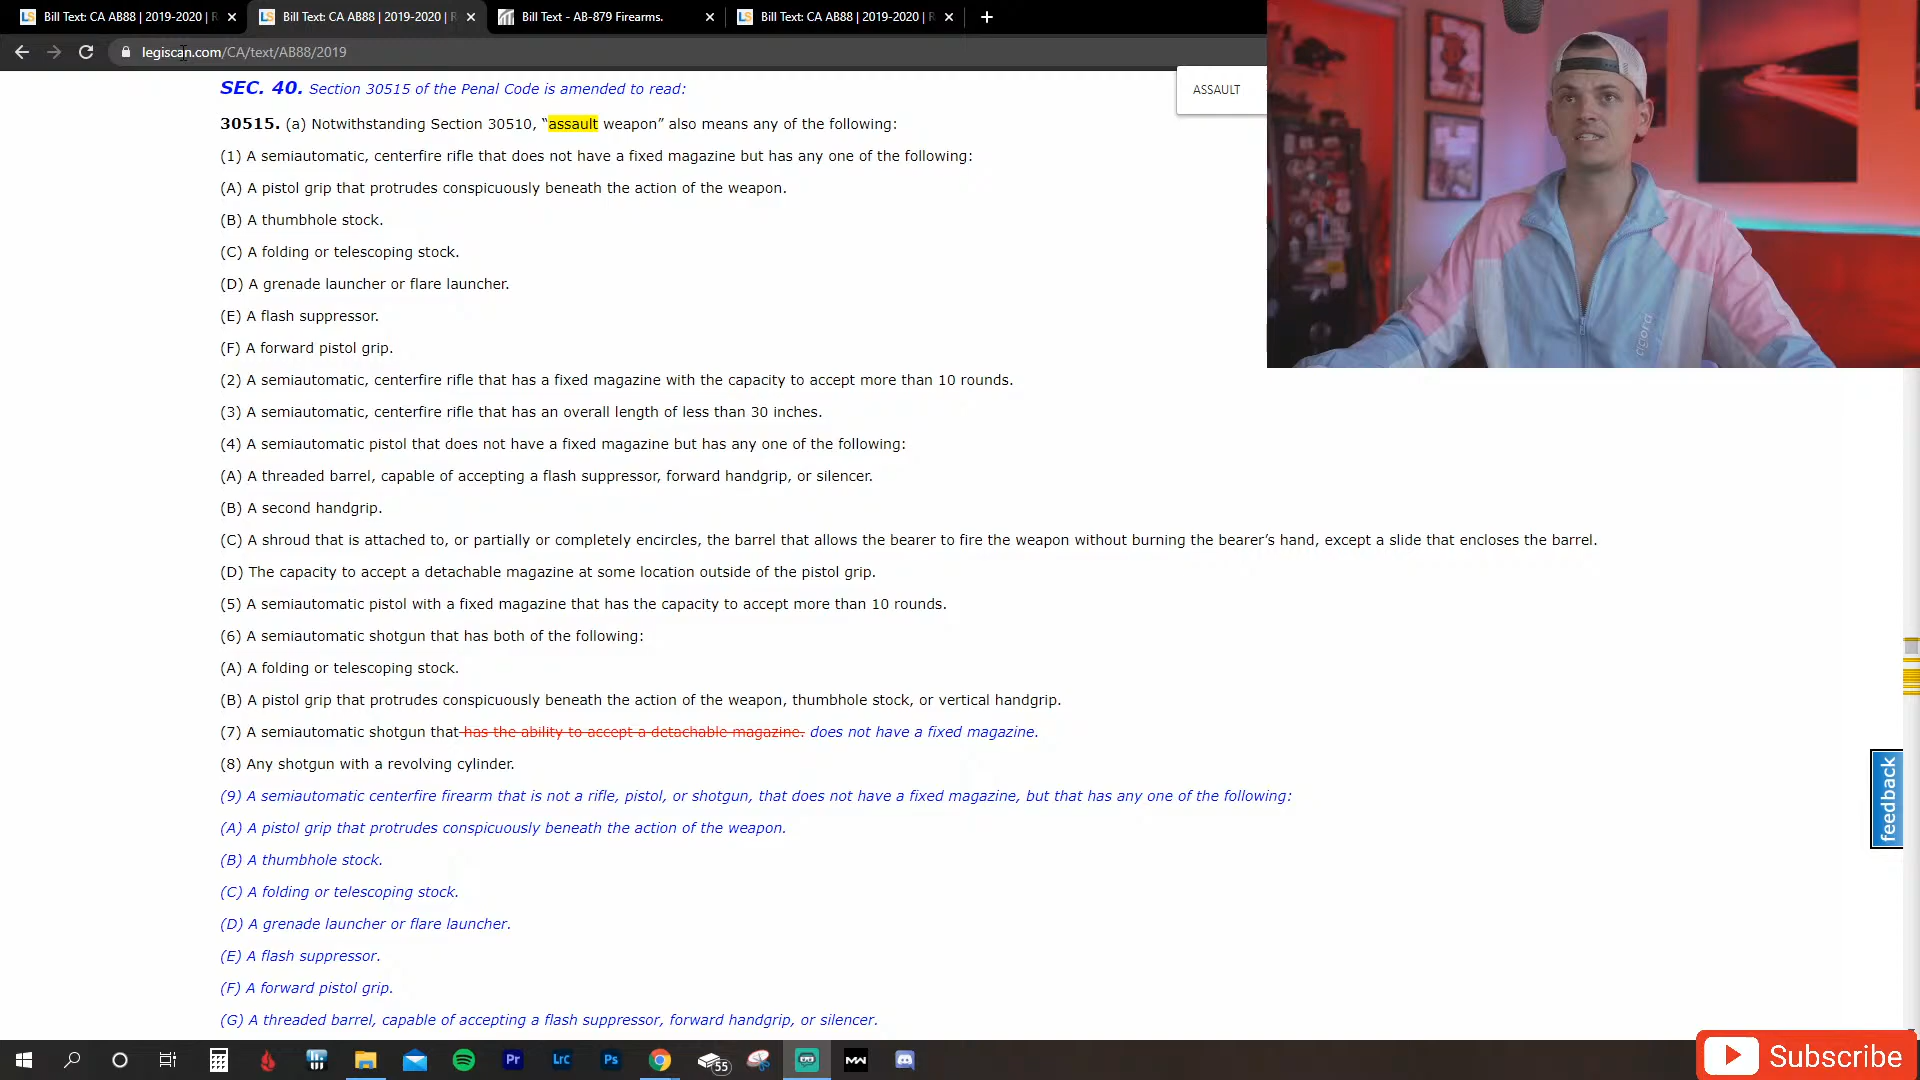 Bill Text: CA AB88 | 2019-2020 | R
Bill Text: CA AB88 | 2019-2020 | R
Bill Text - AB-879 Firearms.
Bill Text: CA AB88 | 2019-2020 | R
legiscan.com/CA/text/AB88/2019
ASSAULT
SEC. 40. Section 30515 of the Penal Code is amended to read:
30515. (a) Notwithstanding Section 30510, “assault weapon” also means any of the following:
(1) A semiautomatic, centerfire rifle that does not have a fixed magazine but has any one of the following:
(A) A pistol grip that protrudes conspicuously beneath the action of the weapon.
(B) A thumbhole stock.
(C) A folding or telescoping stock.
(D) A grenade launcher or flare launcher.
(E) A flash suppressor.
(F) A forward pistol grip.
(2) A semiautomatic, centerfire rifle that has a fixed magazine with the capacity to accept more than 10 rounds.
(3) A semiautomatic, centerfire rifle that has an overall length of less than 30 inches.
(4) A semiautomatic pistol that does not have a fixed magazine but has any one of the following:
(A) A threaded barrel, capable of accepting a flash suppressor, forward handgrip, or silencer.
(B) A second handgrip.
(C) A shroud that is attached to, or partially or completely encircles, the barrel that allows the bearer to fire the weapon without burning the bearer’s hand, except a slide that encloses the barrel.
(D) The capacity to accept a detachable magazine at some location outside of the pistol grip.
(5) A semiautomatic pistol with a fixed magazine that has the capacity to accept more than 10 rounds.
(6) A semiautomatic shotgun that has both of the following:
(A) A folding or telescoping stock.
(B) A pistol grip that protrudes conspicuously beneath the action of the weapon, thumbhole stock, or vertical handgrip.
(7) A semiautomatic shotgun that has the ability to accept a detachable magazine. does not have a fixed magazine.
(8) Any shotgun with a revolving cylinder.
(9) A semiautomatic centerfire firearm that is not a rifle, pistol, or shotgun, that does not have a fixed magazine, but that has any one of the following:
(A) A pistol grip that protrudes conspicuously beneath the action of the weapon.
(B) A thumbhole stock.
(C) A folding or telescoping stock.
(D) A grenade launcher or flare launcher.
(E) A flash suppressor.
(F) A forward pistol grip.
(G) A threaded barrel, capable of accepting a flash suppressor, forward handgrip, or silencer.
feedback
agora
Pr
Lrc
Ps
55
MW
Subscribe